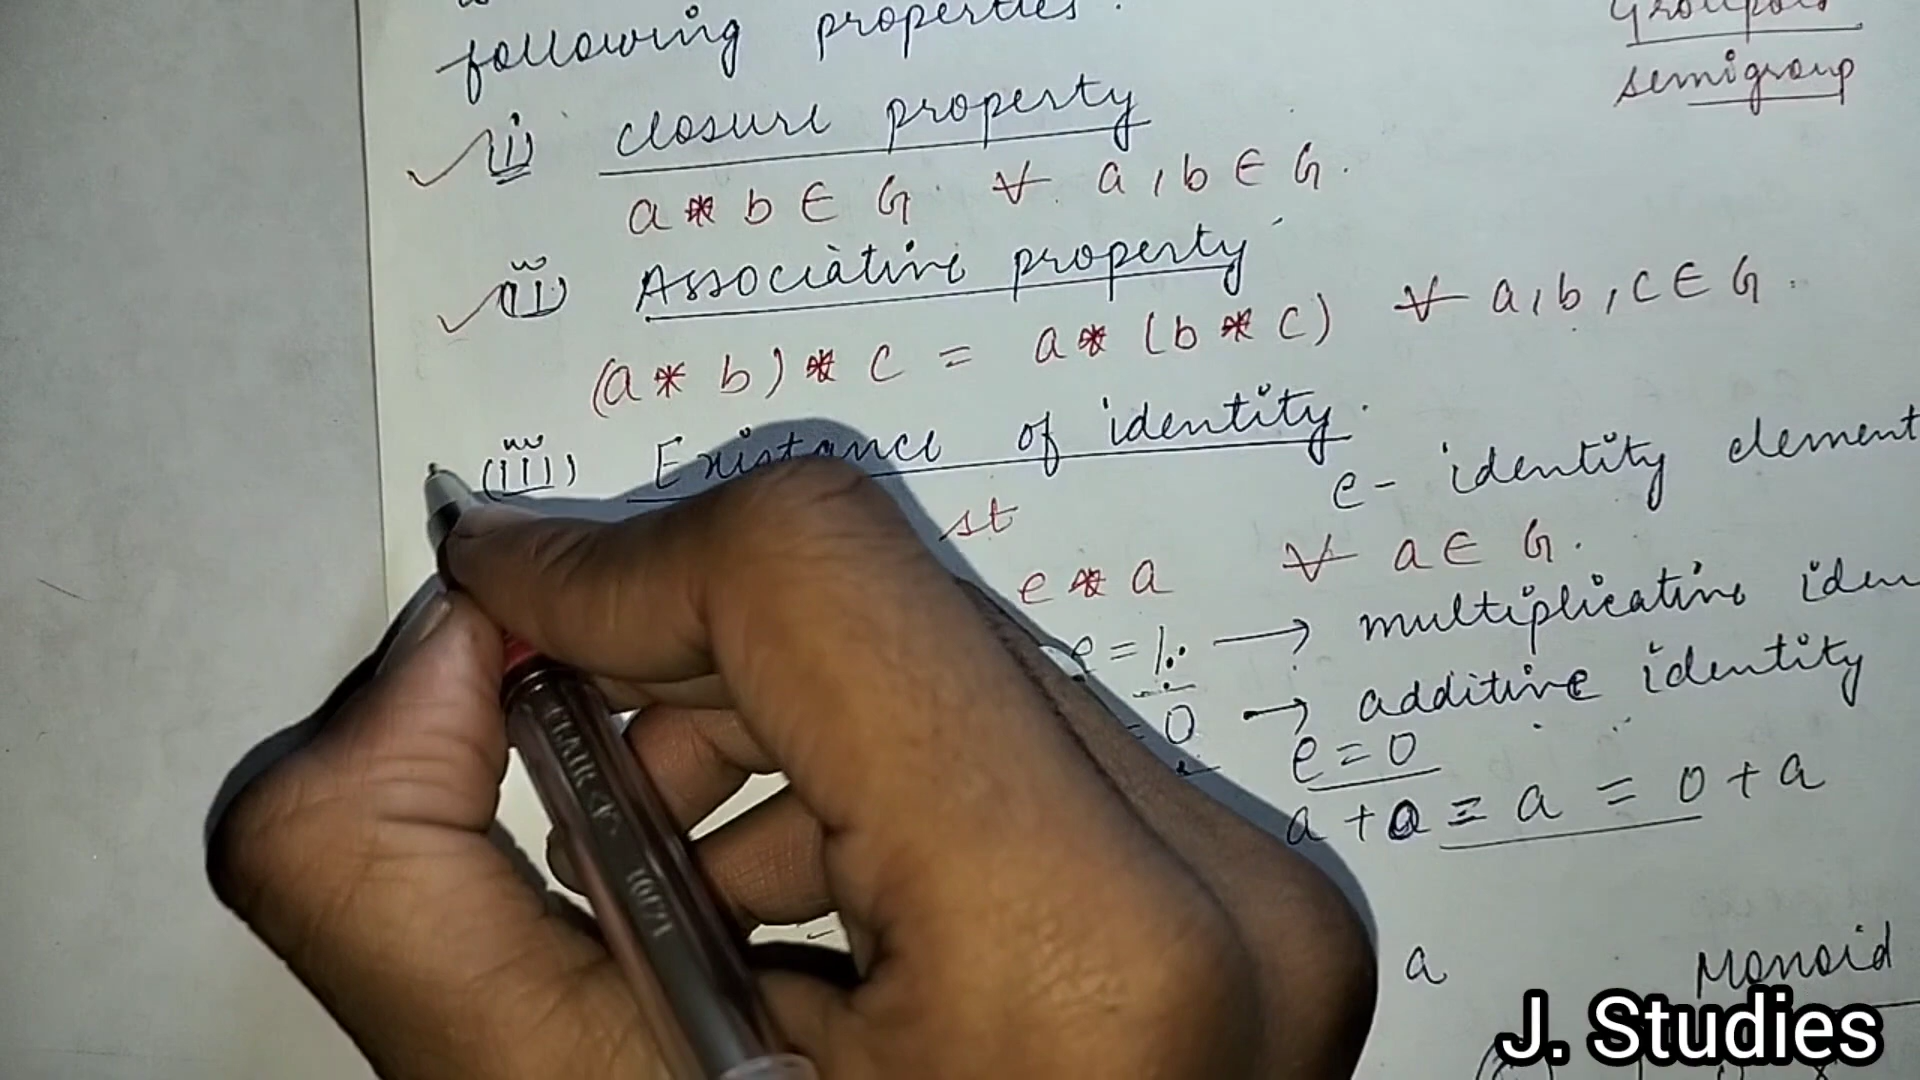 following properties.
Groupoid
semigroup
(i) closure property
a * b ∈ G ∀ a, b ∈ G.
(ii) Associative property
(a * b) * c = a * (b * c) ∀ a, b, c ∈ G.
(iii) Existance of identity.
e - identity element
st
e * a ∀ a ∈ G.
e = 1 → multiplicative
= 0 → additive identity
e = 0
a + 0 = a = 0 + a
a Monoid
J. Studies
STAIR